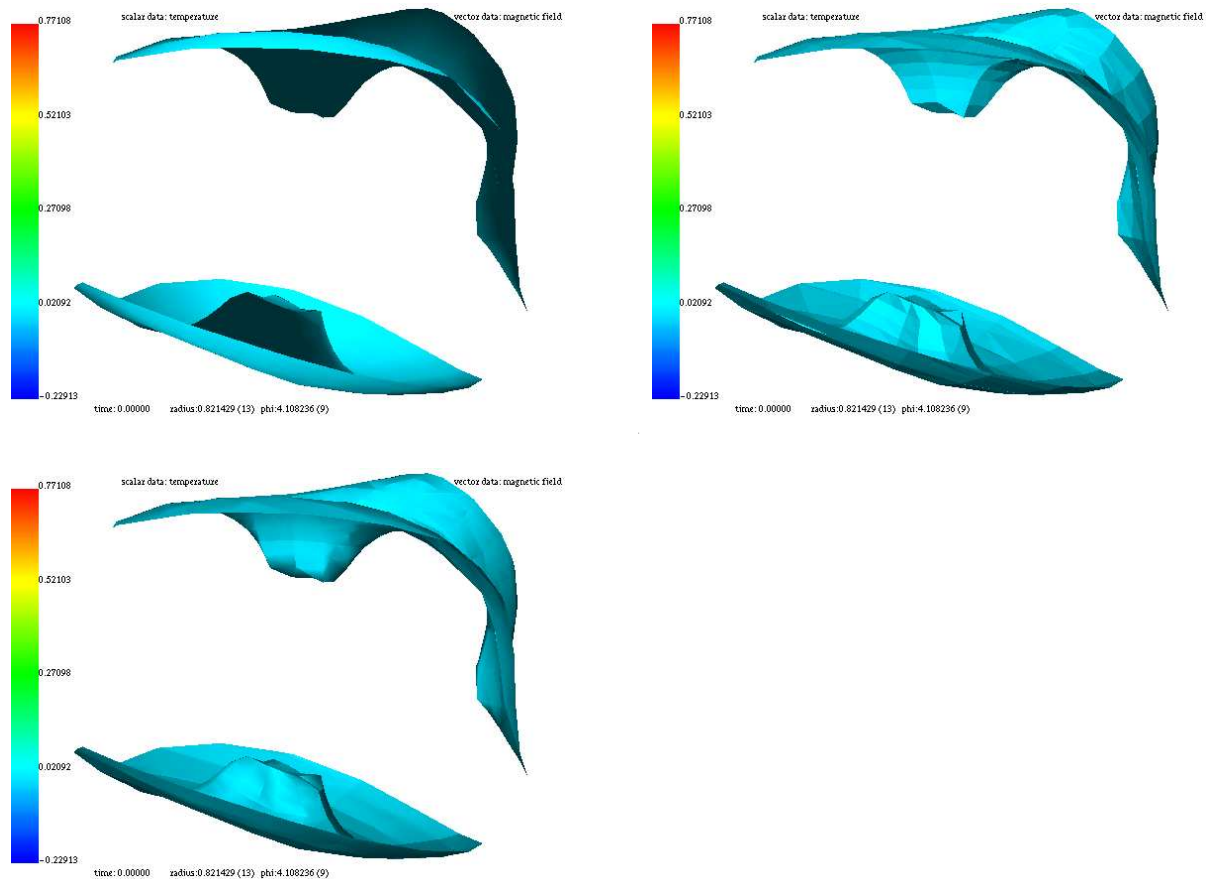 0.77108 scalar data: temperature vector data: magnetic field
0.52103
0.27098
0.02092
-0.22913
time: 0.00000 radius:0.821429 (13) phi:4.108236 (9)
0.77108 scalar data: temperature vector data: magnetic field
0.52103
0.27098
0.02092
-0.22913
time: 0.00000 radius:0.821429 (13) phi:4.108236 (9)
scalar data: temperature vector data: magnetic field
0.77108
0.52103
0.27098
0.02092
-0.22913
time: 0.00000 radius:0.821429 (13) phi:4.108236 (9)